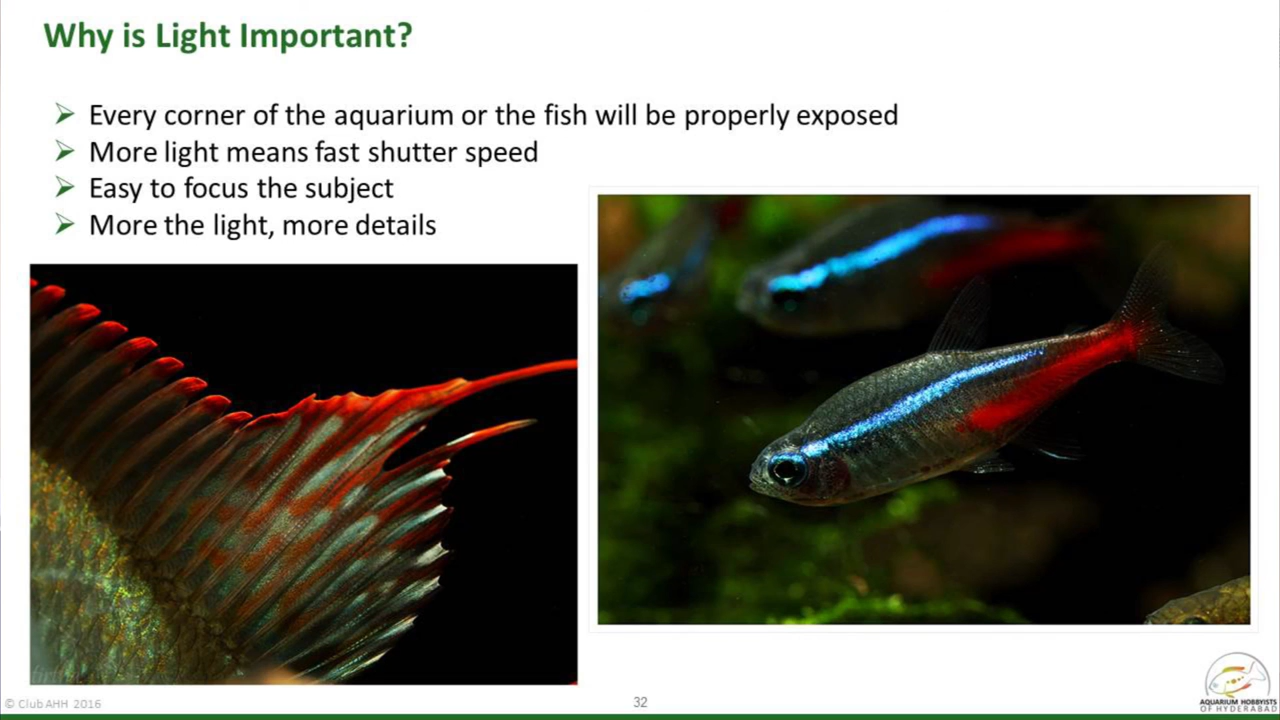 Why is Light Important?
Every corner of the aquarium or the fish will be properly exposed
More light means fast shutter speed
Easy to focus the subject
More the light, more details
© Club AHH 2016
32
AQUARIUM HOBBYISTS
OF HYDERABAD